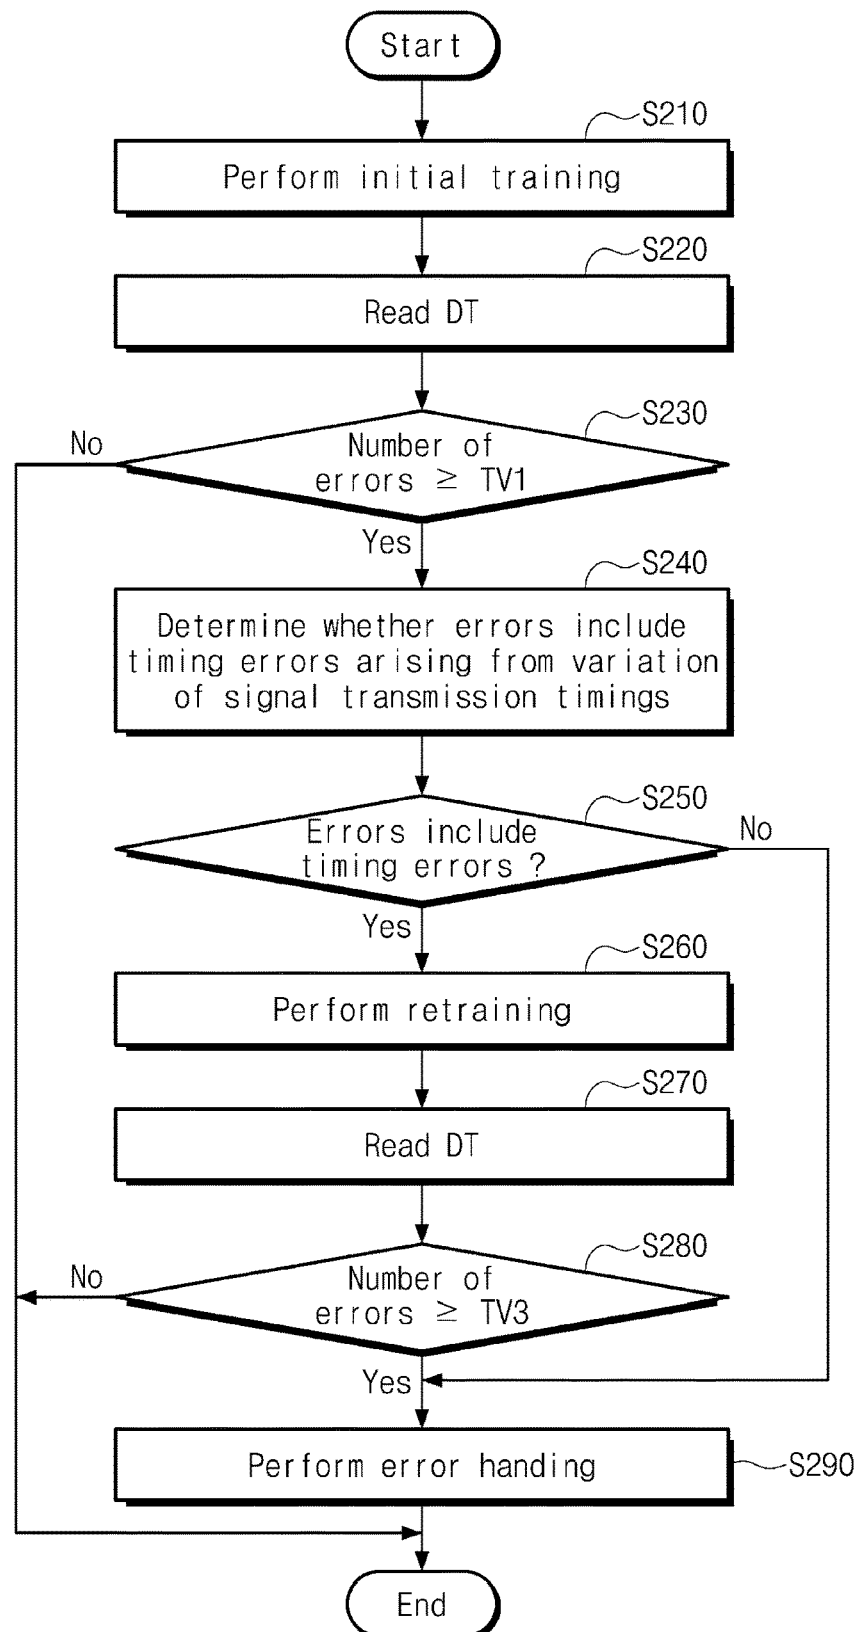 Start
S210
Perform initial training
S220
Read DT
S230
Number of
errors ≥ TV1
No
Yes
S240
Determine whether errors include
timing errors arising from variation
of signal transmission timings
S250
Errors include
timing errors ?
No
Yes
S260
Perform retraining
S270
Read DT
S280
Number of
errors ≥ TV3
No
Yes
Perform error handing
S290
End